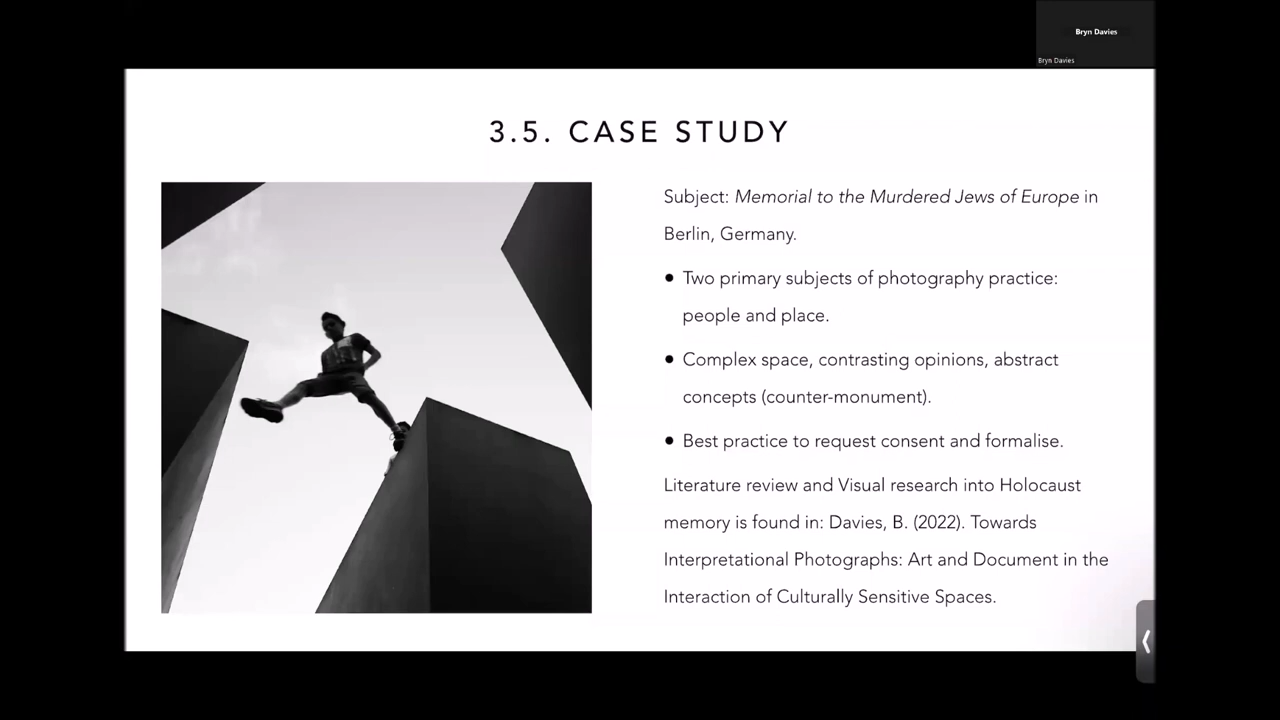 Bryn Davies
Bryn Davies
3.5. CASE STUDY
Subject: Memorial to the Murdered Jews of Europe in
Berlin, Germany.
● Two primary subjects of photography practice:
people and place.
● Complex space, contrasting opinions, abstract
concepts (counter-monument).
● Best practice to request consent and formalise.
Literature review and Visual research into Holocaust
memory is found in: Davies, B. (2022). Towards
Interpretational Photographs: Art and Document in the
Interaction of Culturally Sensitive Spaces.